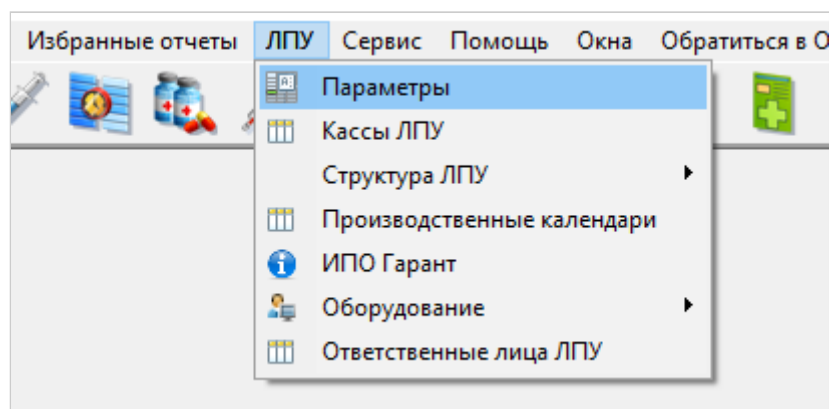 Избранные отчеты ЛПУ Сервис Помощь Окна Обратиться в
Параметры
Кассы ЛПУ
Структура ЛПУ
Производственные календари
ИПО Гарант
Оборудование
Ответственные лица ЛПУ